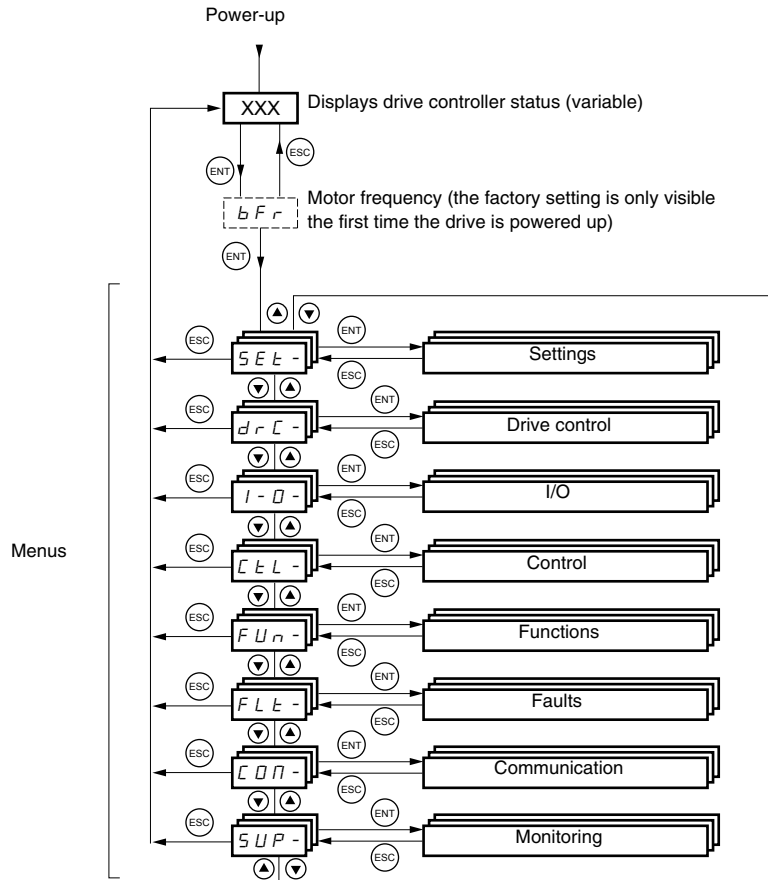 Power-up
XXX
Displays drive controller status (variable)
ENT
ESC
bFr
Motor frequency (the factory setting is only visible
the first time the drive is powered up)
ENT
Menus
ESC
SEt-
ENT
ESC
Settings
ESC
drC-
ENT
ESC
Drive control
ESC
I-O-
ENT
ESC
I/O
ESC
CtL-
ENT
ESC
Control
ESC
FUn-
ENT
ESC
Functions
ESC
FLt-
ENT
ESC
Faults
ESC
COM-
ENT
ESC
Communication
ESC
SUP-
ENT
ESC
Monitoring